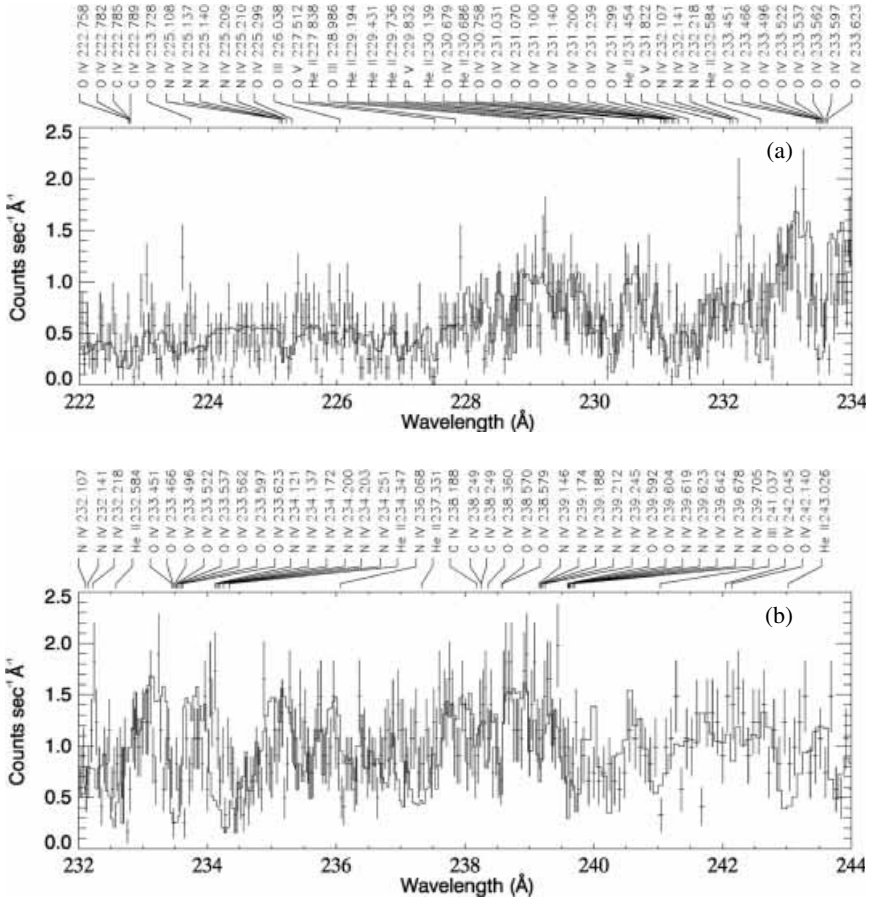 O IV 222.758
O IV 222.782
C IV 222.785
C IV 222.789
O IV 223.728
N IV 225.108
N IV 225.137
N IV 225.140
N IV 225.209
N IV 225.210
O IV 225.299
O III 226.038
O V 227.512
He II 227.838
O III 228.986
He II 229.194
He II 229.431
He II 229.736
P V 229.832
He II 230.139
O IV 230.679
He II 230.686
O IV 230.758
O IV 231.031
O IV 231.070
O IV 231.100
O IV 231.140
O IV 231.200
O IV 231.239
O IV 231.299
He II 231.454
O V 231.822
N IV 232.107
N IV 232.141
N IV 232.218
He II 232.584
O IV 233.451
O IV 233.466
O IV 233.496
O IV 233.522
O IV 233.537
O IV 233.562
O IV 233.597
O IV 233.623
(a)
Counts sec⁻¹ Å⁻¹
2.5
2.0
1.5
1.0
0.5
0.0
222 224 226 228 230 232 234
Wavelength (Å)
N IV 232.107
N IV 232.141
N IV 232.218
He II 232.584
O IV 233.451
O IV 233.466
O IV 233.496
O IV 233.522
O IV 233.537
O IV 233.562
O IV 233.597
O IV 233.623
N IV 234.121
N IV 234.137
N IV 234.172
N IV 234.200
N IV 234.203
N IV 234.251
He II 234.347
N IV 236.068
He II 237.331
C IV 238.188
C IV 238.249
C IV 238.249
O IV 238.360
O IV 238.570
O IV 238.579
N IV 239.146
N IV 239.174
N IV 239.188
N IV 239.212
N IV 239.245
O IV 239.592
O IV 239.604
N IV 239.619
N IV 239.623
N IV 239.642
N IV 239.678
N IV 239.705
O III 241.037
O IV 242.045
O IV 242.140
He II 243.026
(b)
Counts sec⁻¹ Å⁻¹
2.5
2.0
1.5
1.0
0.5
0.0
232 234 236 238 240 242 244
Wavelength (Å)